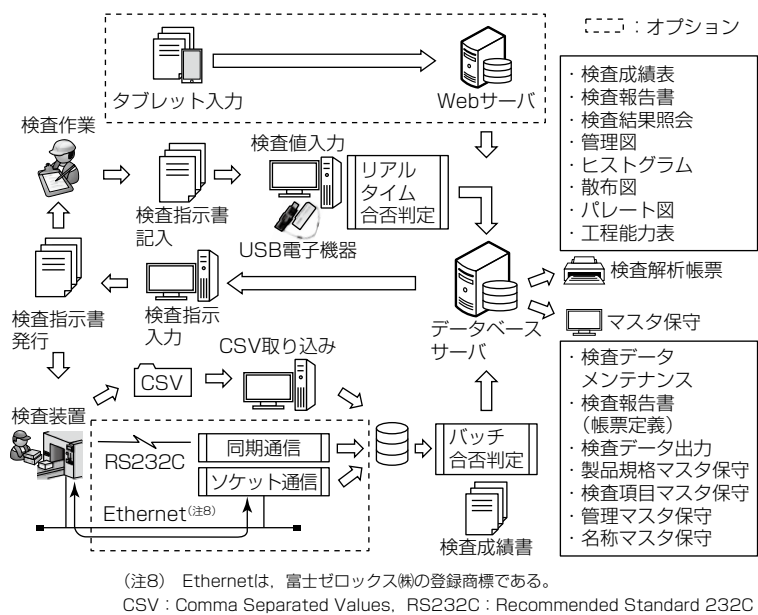 ：オプション
タブレット入力
Webサーバ
・検査成績表
・検査報告書
・検査結果照会
・管理図
・ヒストグラム
・散布図
・パレート図
・工程能力表
検査作業
検査指示書
記入
検査値入力
USB電子機器
リアル
タイム
合否判定
検査指示書
発行
検査指示
入力
データベース
サーバ
検査解析帳票
マスタ保守
・検査データ
メンテナンス
・検査報告書
（帳票定義）
・検査データ出力
・製品規格マスタ保守
・検査項目マスタ保守
・管理マスタ保守
・名称マスタ保守
CSV取り込み
CSV
検査装置
RS232C
同期通信
ソケット通信
Ethernet(注8)
バッチ
合否判定
検査成績書
(注8)　Ethernetは，富士ゼロックス㈱の登録商標である。
CSV：Comma Separated Values，RS232C：Recommended Standard 232C